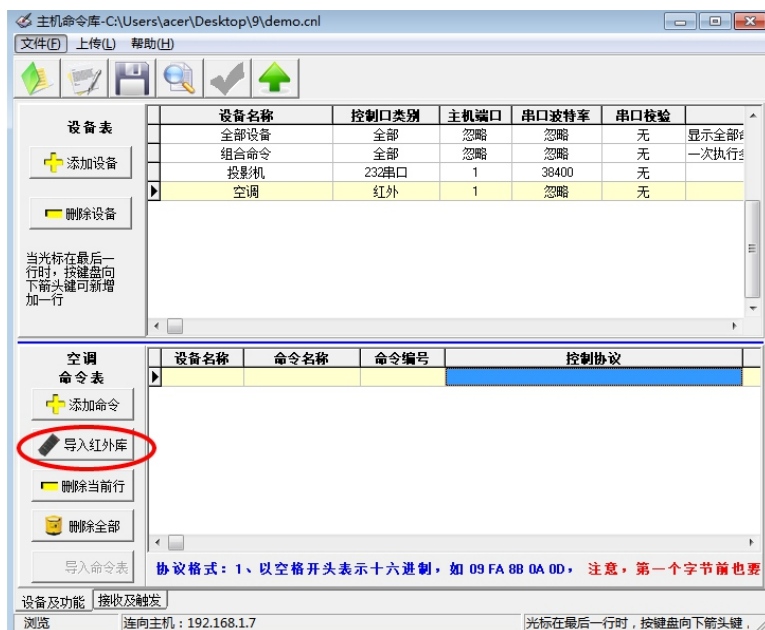 主机命令库-C:\Users\acer\Desktop\9\demo.cnl
文件(F) 上传(L) 帮助(H)
设备表
添加设备
删除设备
当光标在最后一
行时，按键盘向
下箭头键可新增
加一行
设备名称 控制口类别 主机端口 串口波特率 串口校验
全部设备 全部 忽略 忽略 无 显示全部
组合命令 全部 忽略 忽略 无 一次执行
投影机 232串口 1 38400 无
空调 红外 1 忽略 无
空调
命令表
添加命令
导入红外库
删除当前行
删除全部
导入命令表
设备名称 命令名称 命令编号 控制协议
协议格式：1、以空格开头表示十六进制，如 09 FA 8B 0A 0D， 注意，第一个字节前也要
设备及功能 接收及触发
浏览 连向主机：192.168.1.7 光标在最后一行时，按键盘向下箭头键，